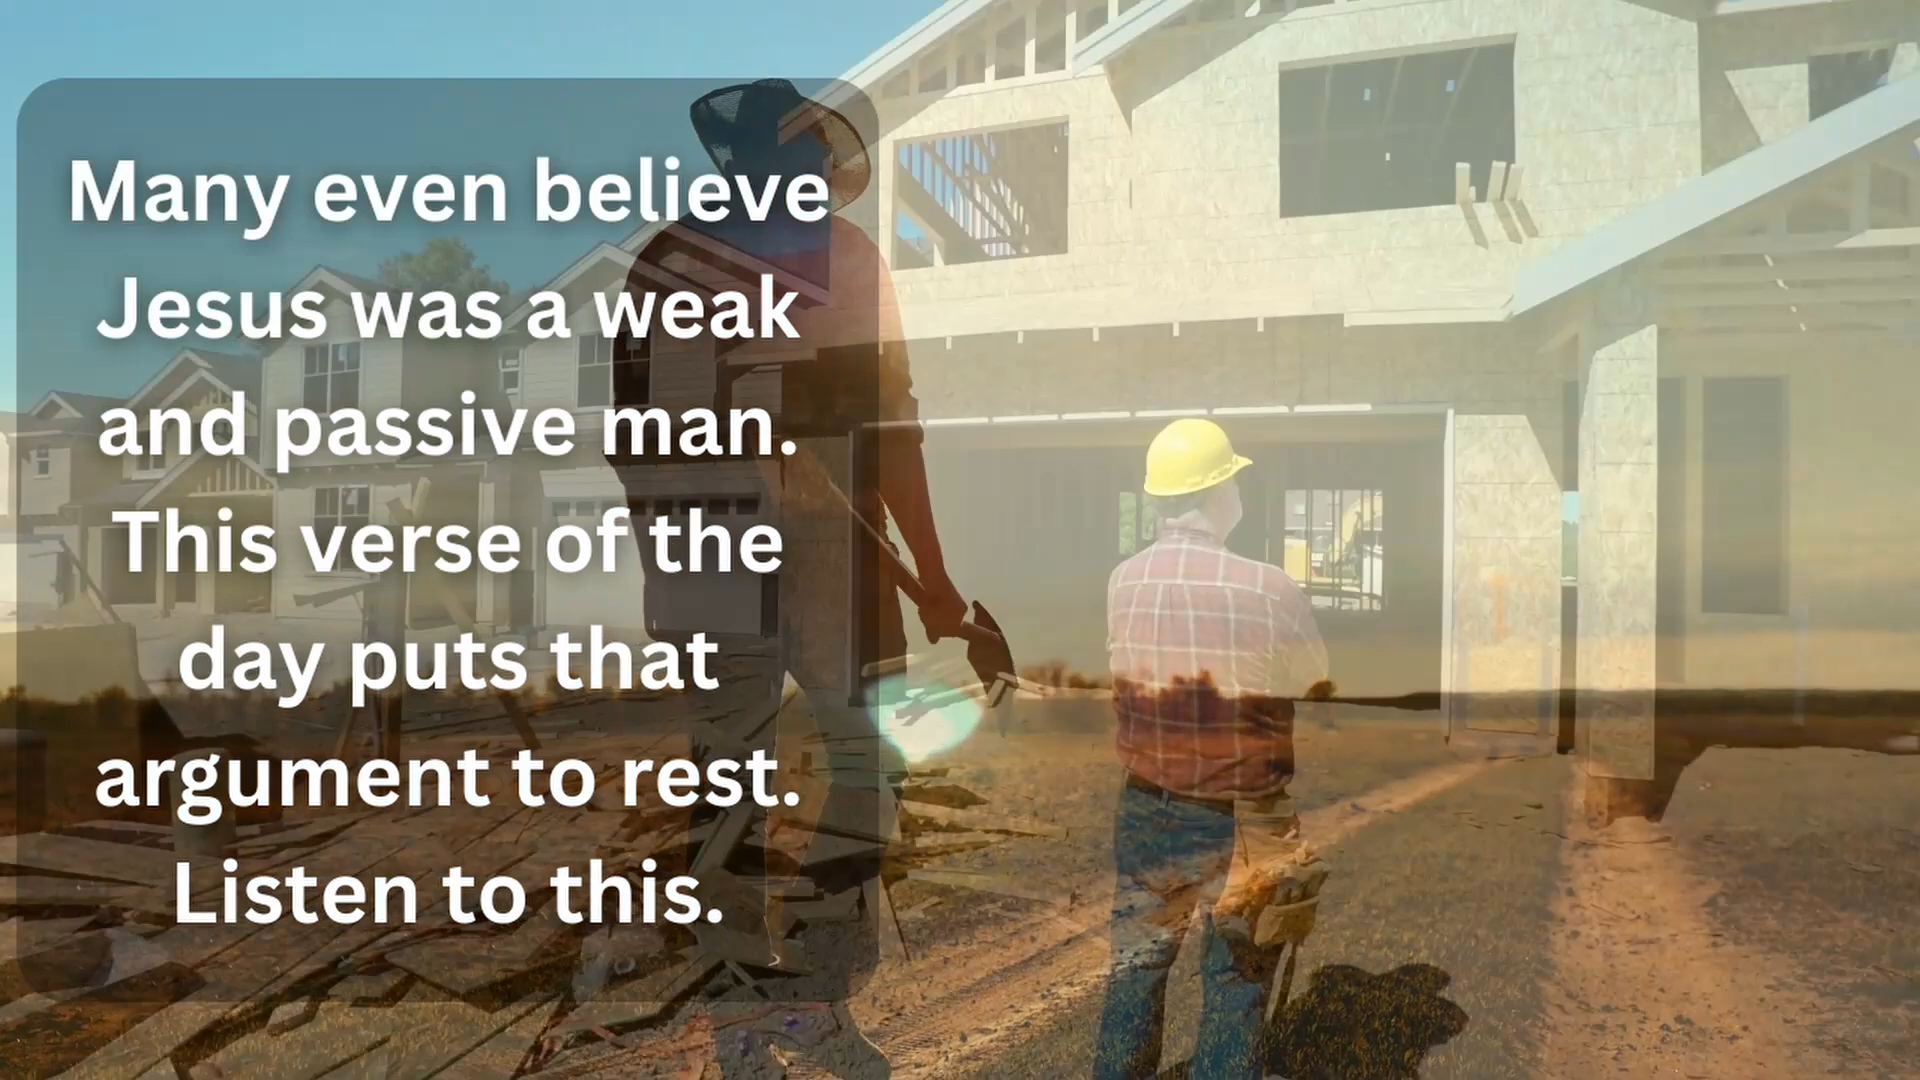 Many even believe
Jesus was a weak
and passive man.
This verse of the
day puts that
argument to rest.
Listen to this.